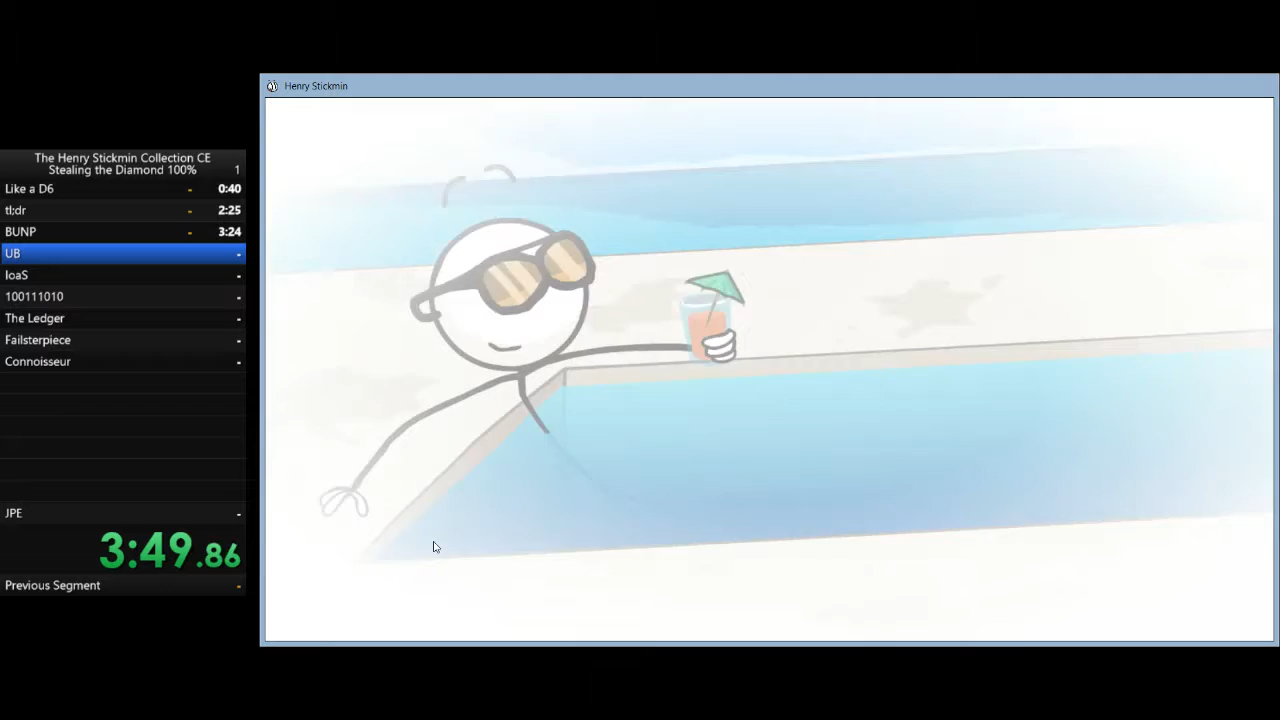 The Henry Stickmin Collection CE
Stealing the Diamond 100% 1
Like a D6 - 0:40
tl;dr - 2:25
BUNP - 3:24
UB -
IoaS -
100111010 -
The Ledger -
Failsterpiece -
Connoisseur -
JPE -
3:49.86
Previous Segment -
Henry Stickmin